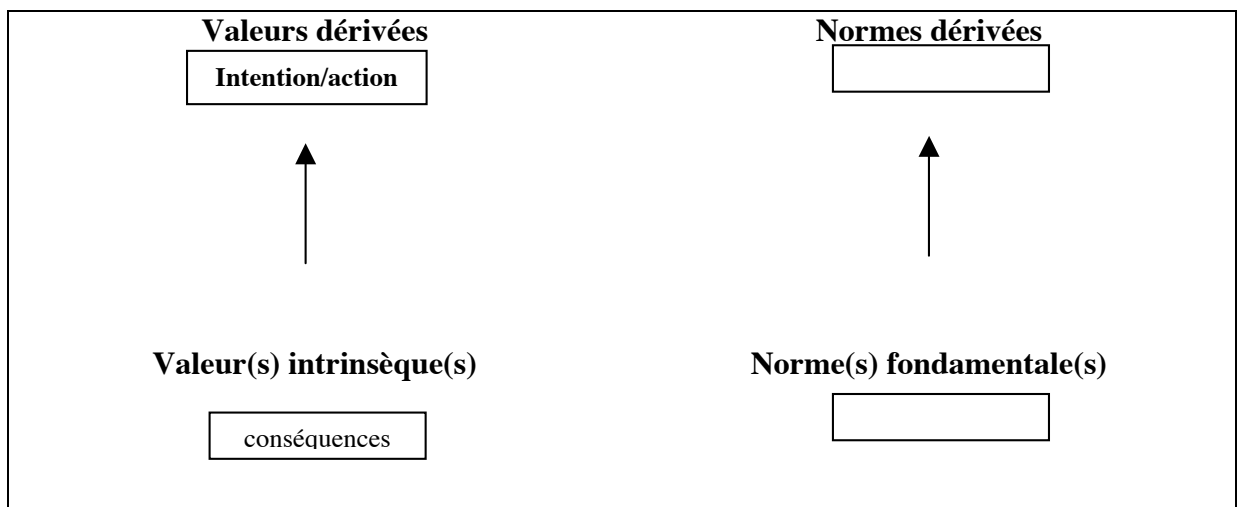 Valeurs dérivées
Normes dérivées
Intention/action
Valeur(s) intrinsèque(s)
Norme(s) fondamentale(s)
conséquences